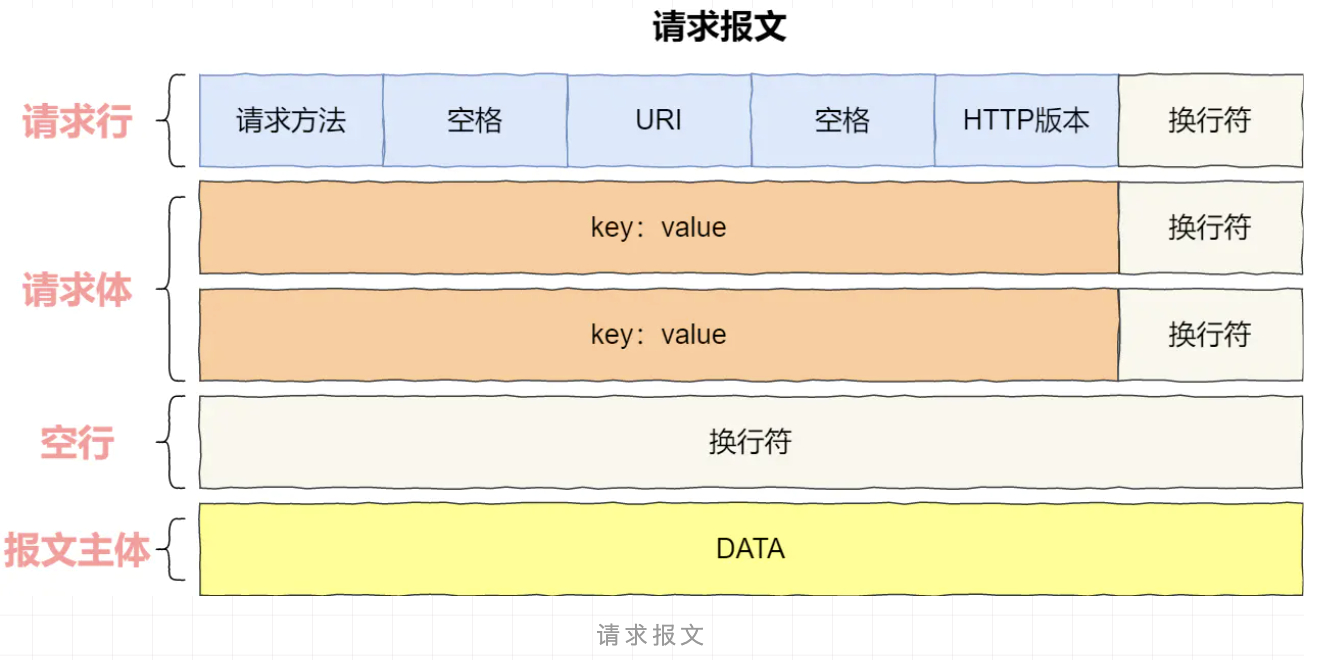 请求报文
请求行 请求方法 空格 URI 空格 HTTP版本 换行符
key：value 换行符
请求体
key：value 换行符
空行 换行符
报文主体 DATA
请求报文